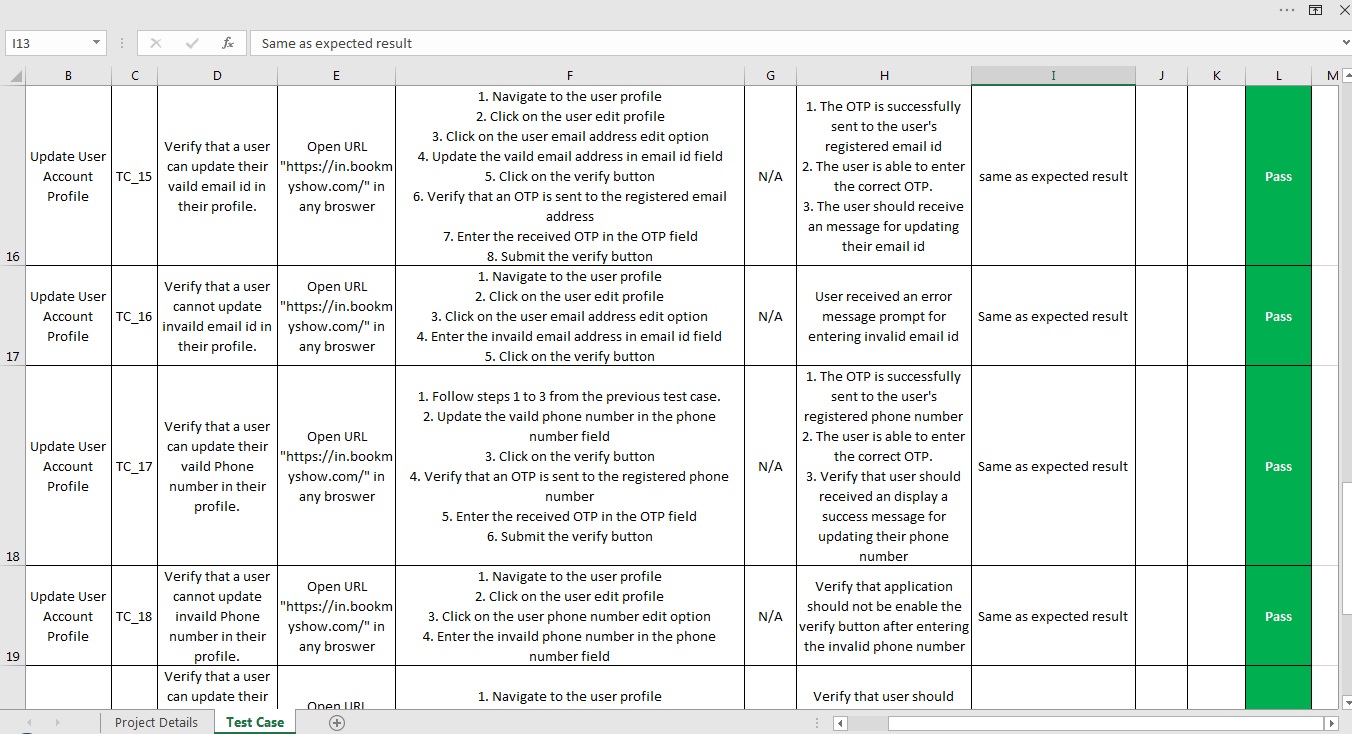 I13
fx
Same as expected result
B C D E F G H I J K L M
16
Update User
Account
Profile
TC_15
Verify that a user
can update their
vaild email id in
their profile.
Open URL
"https://in.bookm
yshow.com/" in
any broswer
1. Navigate to the user profile
2. Click on the user edit profile
3. Click on the user email address edit option
4. Update the vaild email address in email id field
5. Click on the verify button
6. Verify that an OTP is sent to the registered email
address
7. Enter the received OTP in the OTP field
8. Submit the verify button
N/A
1. The OTP is successfully
sent to the user's
registered email id
2. The user is able to enter
the correct OTP.
3. The user should receive
an message for updating
their email id
same as expected result
Pass
17
Update User
Account
Profile
TC_16
Verify that a user
cannot update
invaild email id in
their profile.
Open URL
"https://in.bookm
yshow.com/" in
any broswer
1. Navigate to the user profile
2. Click on the user edit profile
3. Click on the user email address edit option
4. Enter the invaild email address in email id field
5. Click on the verify button
N/A
User received an error
message prompt for
entering invalid email id
Same as expected result
Pass
18
Update User
Account
Profile
TC_17
Verify that a user
can update their
vaild Phone
number in their
profile.
Open URL
"https://in.bookm
yshow.com/" in
any broswer
1. Follow steps 1 to 3 from the previous test case.
2. Update the vaild phone number in the phone
number field
3. Click on the verify button
4. Verify that an OTP is sent to the registered phone
number
5. Enter the received OTP in the OTP field
6. Submit the verify button
N/A
1. The OTP is successfully
sent to the user's
registered phone number
2. The user is able to enter
the correct OTP.
3. Verify that user should
received an display a
success message for
updating their phone
number
Same as expected result
Pass
19
Update User
Account
Profile
TC_18
Verify that a user
cannot update
invaild Phone
number in their
profile.
Open URL
"https://in.bookm
yshow.com/" in
any broswer
1. Navigate to the user profile
2. Click on the user edit profile
3. Click on the user phone number edit option
4. Enter the invaild phone number in the phone
number field
N/A
Verify that application
should not be enable the
verify button after entering
the invalid phone number
Same as expected result
Pass
Verify that a user
can update their
Open URL
1. Navigate to the user profile
Verify that user should
Project Details
Test Case